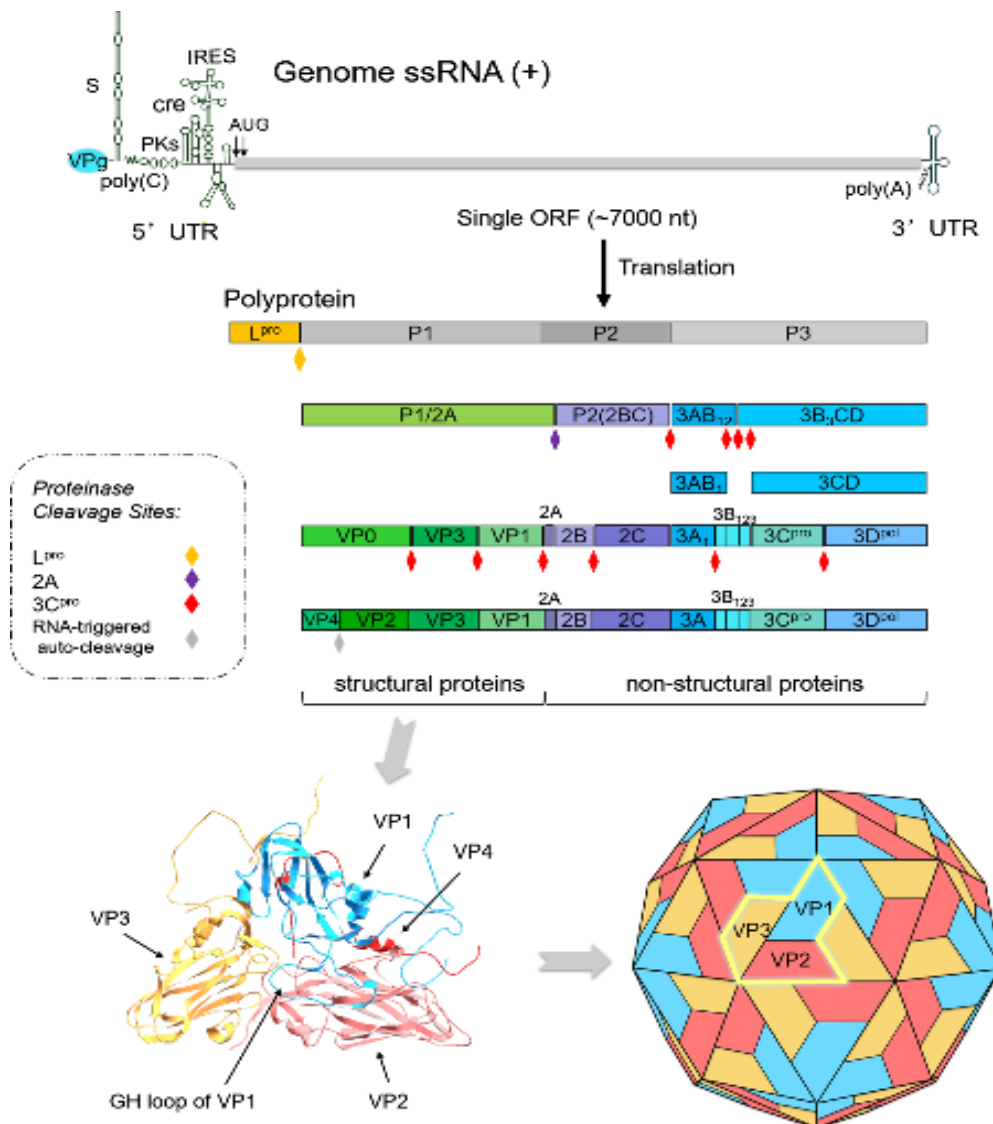 IRES
Genome ssRNA (+)
S
cre
AUG
PKs
VPg
poly(C)
poly(A)
5' UTR
Single ORF (~7000 nt)
3' UTR
Translation
Polyprotein
Lpro P1 P2 P3
P1/2A P2(2BC) 3AB12 3B3CD
3AB1 3CD
Proteinase
Cleavage Sites:
Lpro
2A
3Cpro
RNA-triggered
auto-cleavage
2A 3B123
VP0 VP3 VP1 2B 2C 3A1 3Cpro 3Dpol
2A 3B123
VP4 VP2 VP3 VP1 2B 2C 3A 3Cpro 3Dpol
structural proteins non-structural proteins
VP1
VP4
VP3
GH loop of VP1
VP2
VP1
VP3
VP2